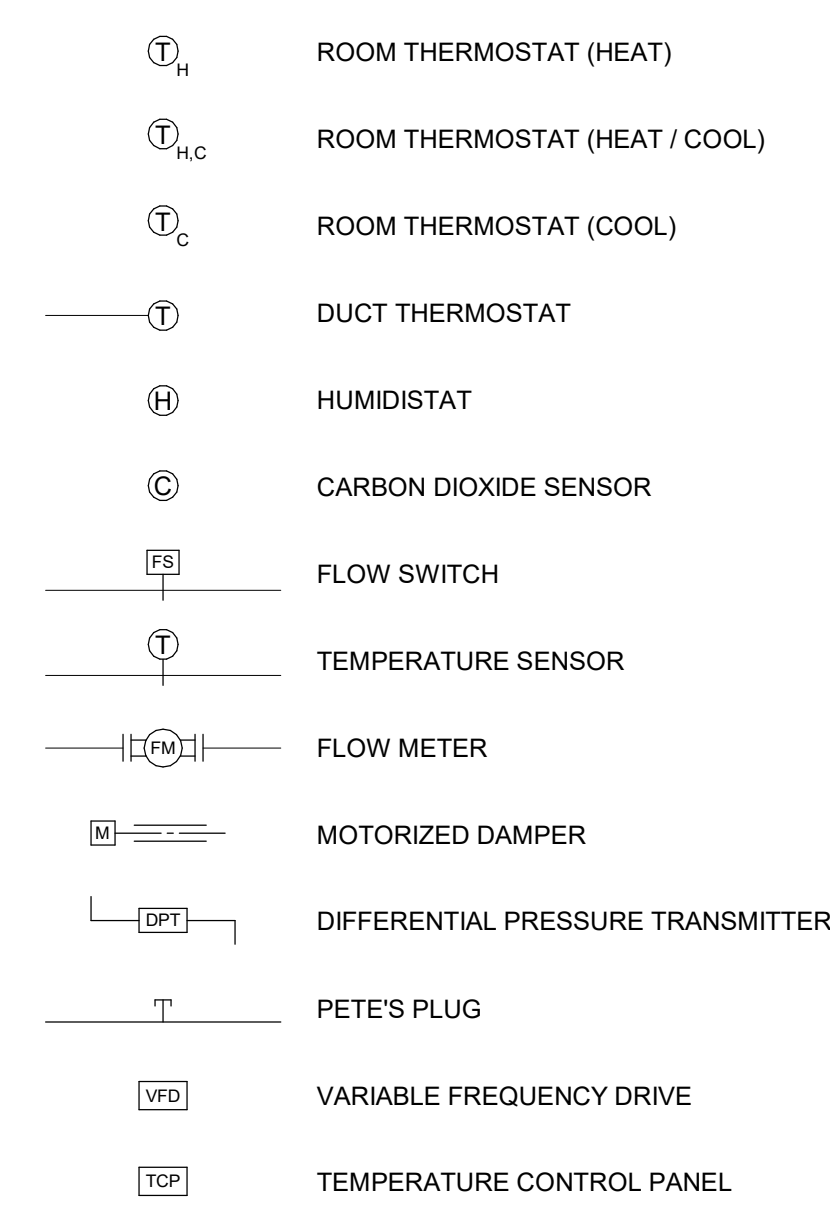 T H ROOM THERMOSTAT (HEAT)
T H,C ROOM THERMOSTAT (HEAT / COOL)
T C ROOM THERMOSTAT (COOL)
T DUCT THERMOSTAT
H HUMIDISTAT
C CARBON DIOXIDE SENSOR
FS FLOW SWITCH
T TEMPERATURE SENSOR
FM FLOW METER
M MOTORIZED DAMPER
DPT DIFFERENTIAL PRESSURE TRANSMITTER
PETE'S PLUG
VFD VARIABLE FREQUENCY DRIVE
TCP TEMPERATURE CONTROL PANEL